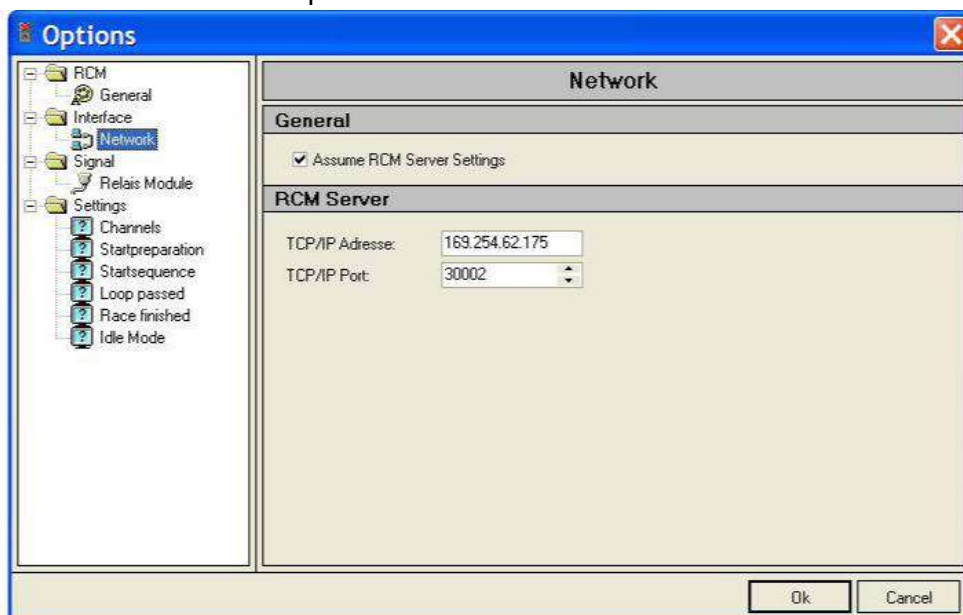 Options
RCM
General
Interface
Network
Signal
Relais Module
Settings
Channels
Startpreparation
Startsequence
Loop passed
Race finished
Idle Mode
Network
General
Assume RCM Server Settings
RCM Server
TCP/IP Adresse: 169.254.62.175
TCP/IP Port: 30002
Ok Cancel